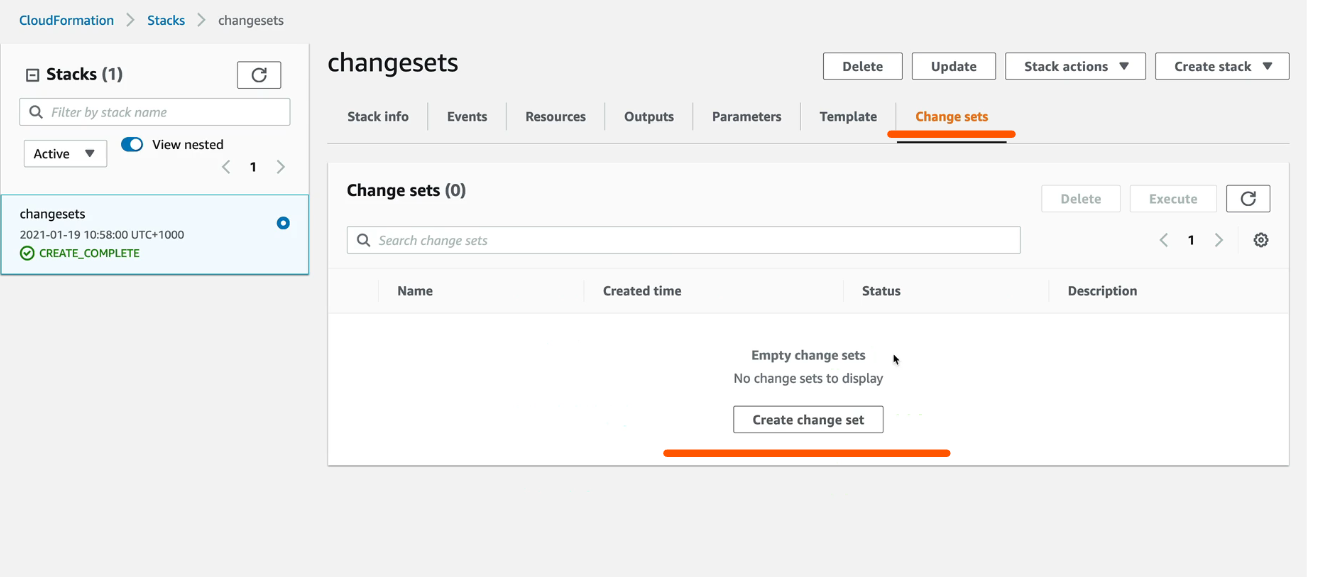 CloudFormation > Stacks > changesets
Stacks (1)
Filter by stack name
Active
View nested
1
changesets
2021-01-19 10:58:00 UTC+1000
CREATE_COMPLETE
changesets
Delete Update Stack actions Create stack
Stack info Events Resources Outputs Parameters Template Change sets
Change sets (0)
Delete Execute
Search change sets
1
Name Created time Status Description
Empty change sets
No change sets to display
Create change set